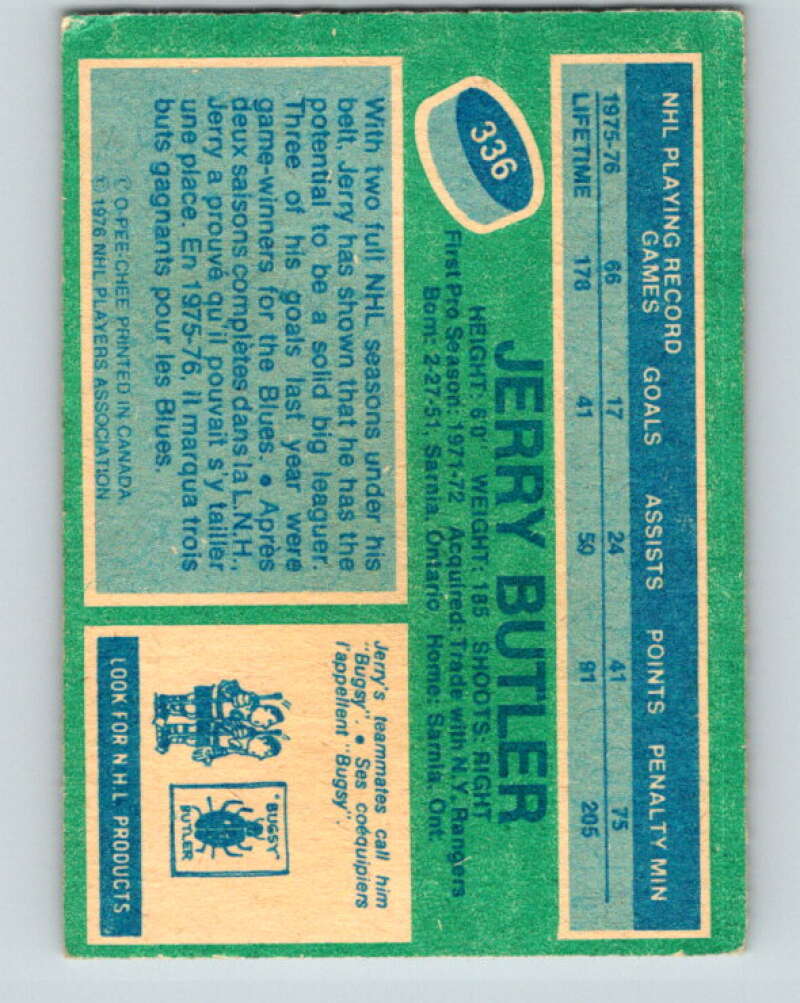 NHL PLAYING RECORD
GAMES GOALS ASSISTS POINTS PENALTY MIN
1975-76 66 17 24 41 75
LIFETIME 178 41 50 91 205
336
JERRY BUTLER
HEIGHT: 6'0" WEIGHT: 185 SHOOTS: RIGHT
First Pro Season: 1971-72 Acquired: Trade with N.Y. Rangers
Born: 2-27-51, Sarnia, Ontario Home: Sarnia, Ont.
With two full NHL seasons under his
belt, Jerry has shown that he has the
potential to be a solid big leaguer.
Three of his goals last year were
game-winners for the Blues. • Après
deux saisons complètes dans la L.N.H.,
Jerry a prouvé qu'il pouvait s'y tailler
une place. En 1975-76, il marqua trois
buts gagnants pour les Blues.
© O-PEE-CHEE PRINTED IN CANADA
© 1976 NHL PLAYERS ASSOCIATION
Jerry's teammates call him
"Bugsy". • Ses coéquipiers
l'appellent "Bugsy".
"BUGSY"
BUTLER
LOOK FOR N.H.L. PRODUCTS